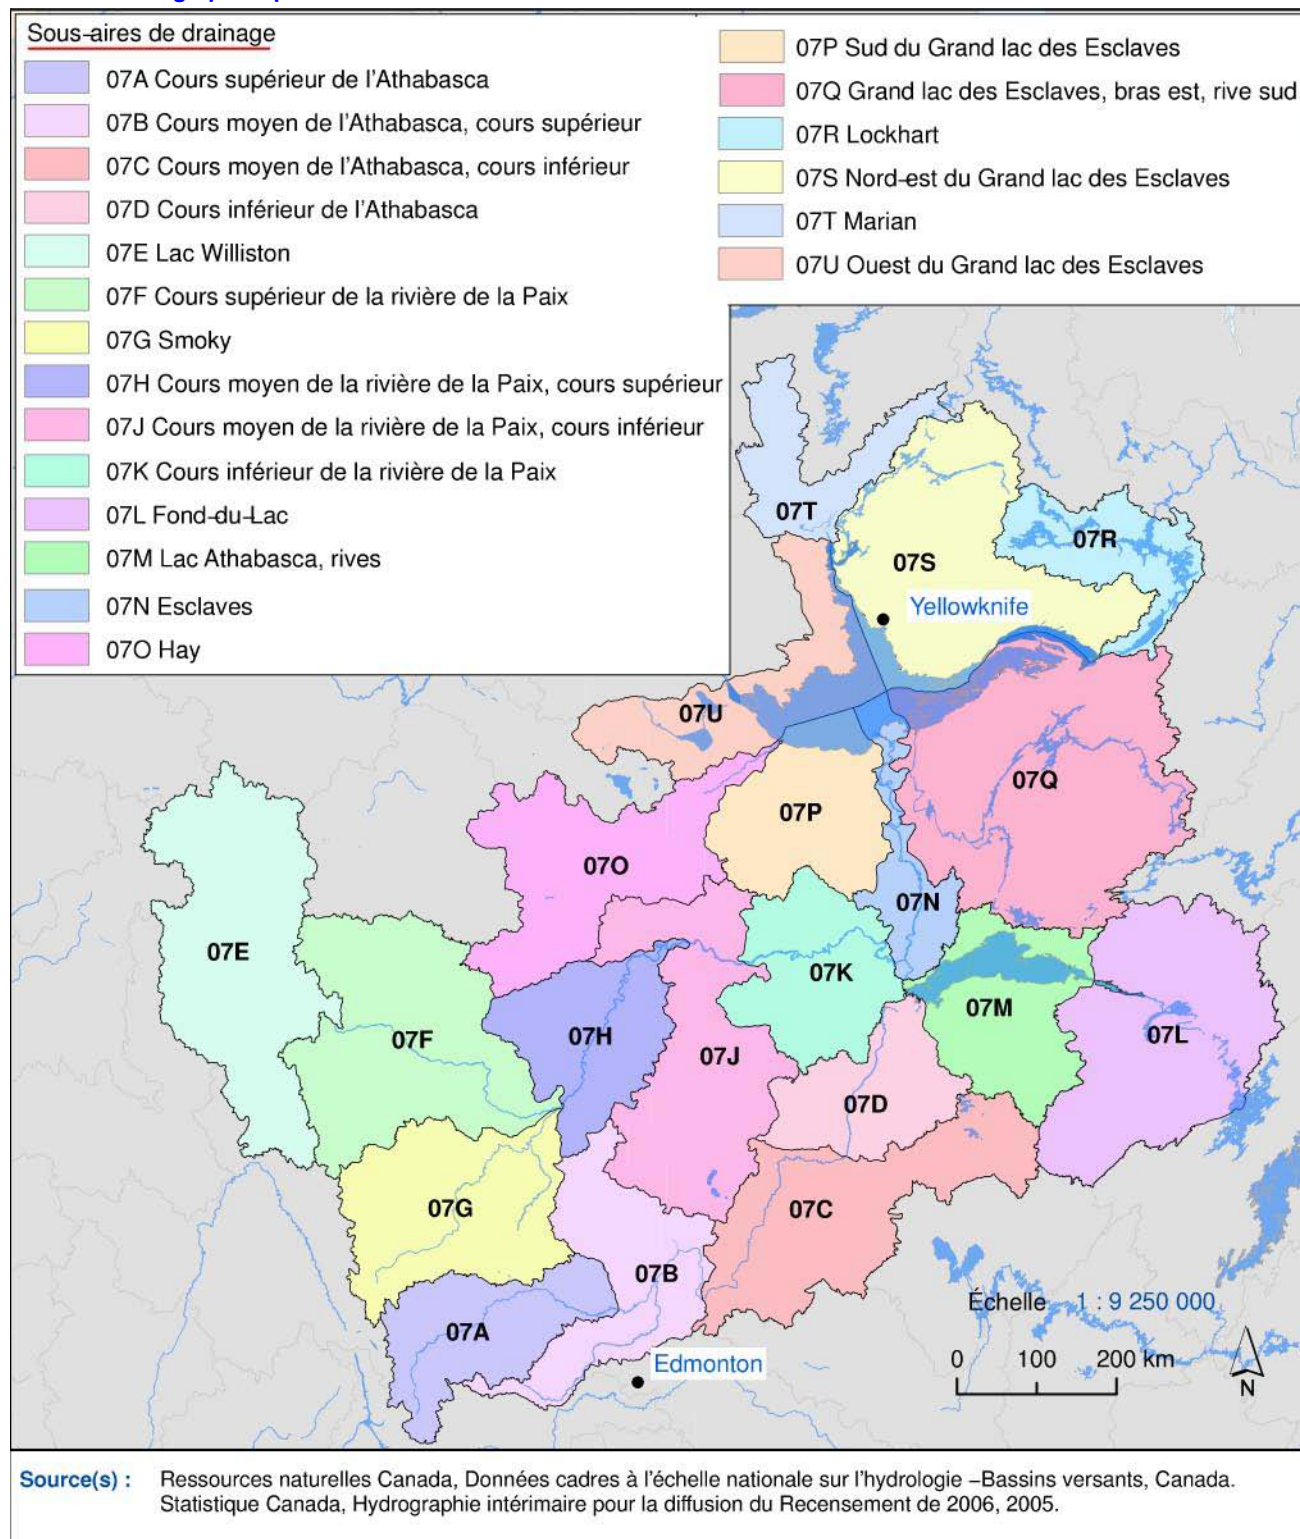 Sous-aires de drainage
07A Cours supérieur de l'Athabasca
07B Cours moyen de l'Athabasca, cours supérieur
07C Cours moyen de l'Athabasca, cours inférieur
07D Cours inférieur de l'Athabasca
07E Lac Williston
07F Cours supérieur de la rivière de la Paix
07G Smoky
07H Cours moyen de la rivière de la Paix, cours supérieur
07J Cours moyen de la rivière de la Paix, cours inférieur
07K Cours inférieur de la rivière de la Paix
07L Fond-du-Lac
07M Lac Athabasca, rives
07N Esclaves
07O Hay
07P Sud du Grand lac des Esclaves
07Q Grand lac des Esclaves, bras est, rive sud
07R Lockhart
07S Nord-est du Grand lac des Esclaves
07T Marian
07U Ouest du Grand lac des Esclaves
07T
07R
07S
Yellowknife
07U
07Q
07P
07O
07N
07E
07K
07M
07L
07F
07H
07J
07D
07G
07C
07B
07A
Échelle 1 : 9 250 000
Edmonton
0 100 200 km
N
Source(s) : Ressources naturelles Canada, Données cadres à l'échelle nationale sur l'hydrologie –Bassins versants, Canada.
Statistique Canada, Hydrographie intérimaire pour la diffusion du Recensement de 2006, 2005.